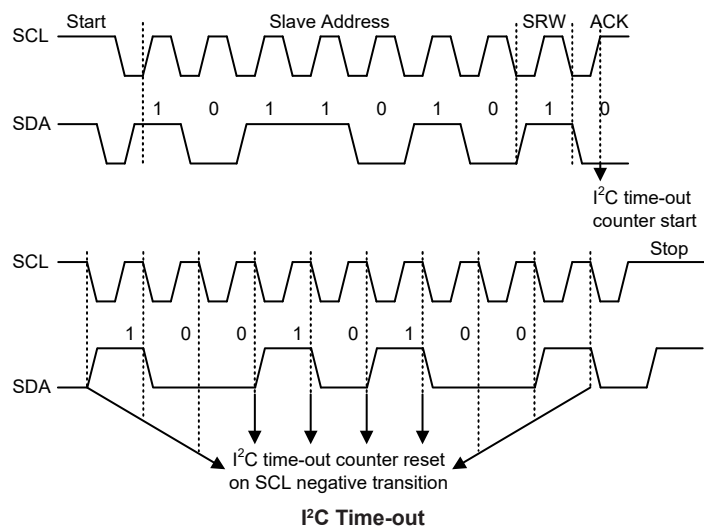 Start Slave Address SRW ACK
SCL
1 0 1 1 0 1 0 1 0
SDA
I²C time-out
counter start
Stop
SCL
1 0 0 1 0 1 0 0
SDA
I²C time-out counter reset
on SCL negative transition
I²C Time-out